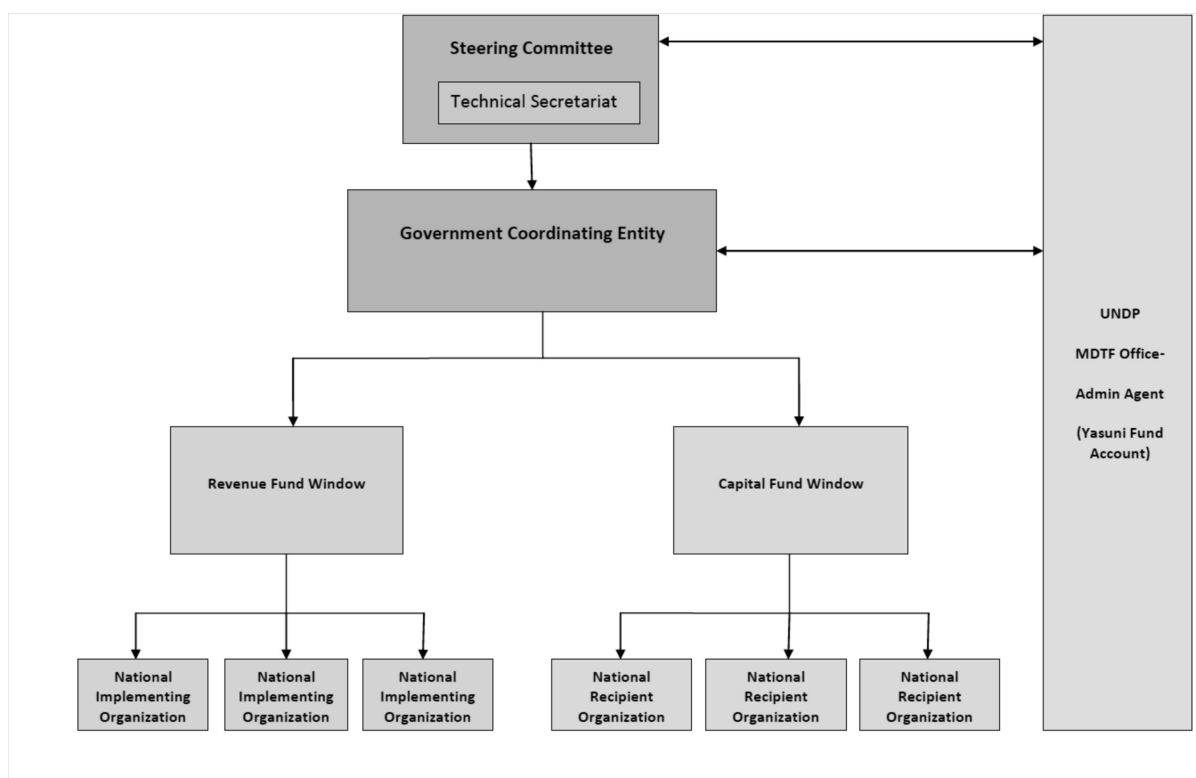 Steering Committee
Technical Secretariat
Government Coordinating Entity
UNDP
MDTF Office-
Admin Agent
(Yasuni Fund
Account)
Revenue Fund Window
Capital Fund Window
National
Implementing
Organization
National
Implementing
Organization
National
Implementing
Organization
National
Recipient
Organization
National
Recipient
Organization
National
Recipient
Organization